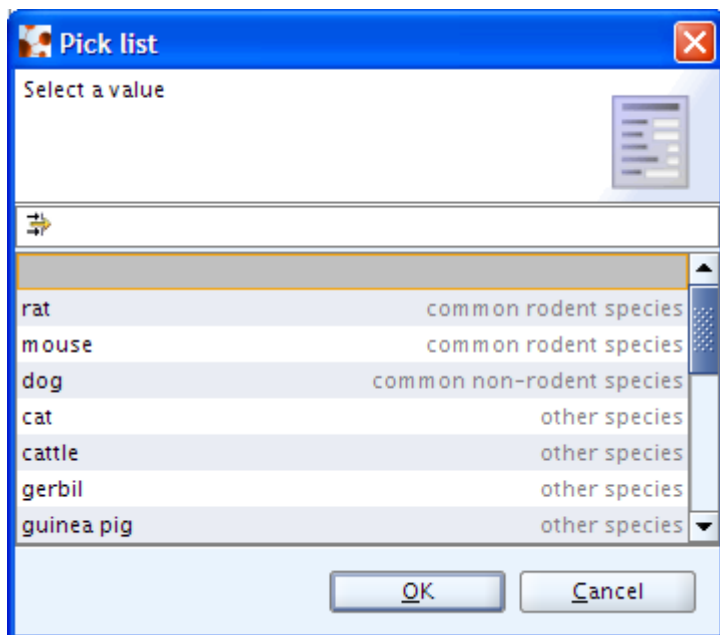 Pick list
Select a value
rat common rodent species
mouse common rodent species
dog common non-rodent species
cat other species
cattle other species
gerbil other species
guinea pig other species
OK Cancel